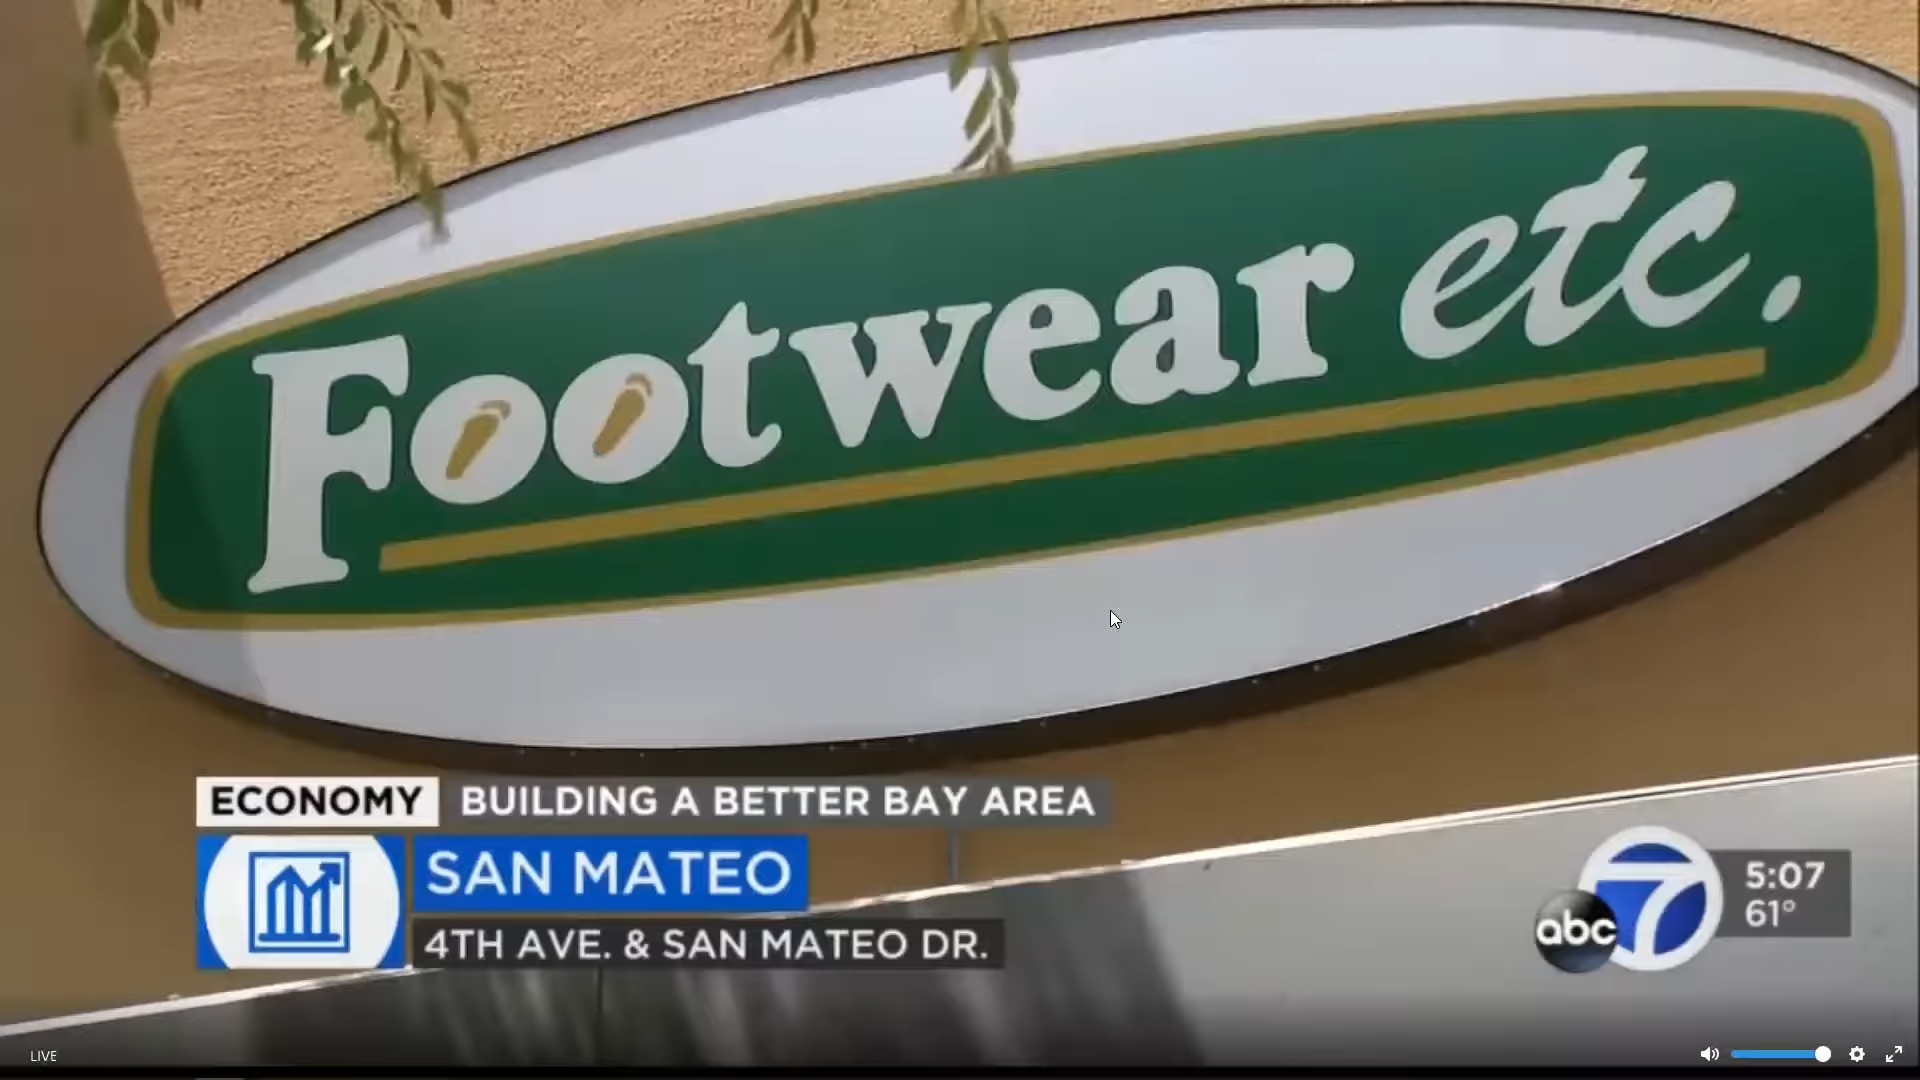 Footwear etc.
ECONOMY BUILDING A BETTER BAY AREA
SAN MATEO
4TH AVE. & SAN MATEO DR.
abc 7
5:07
61°
LIVE